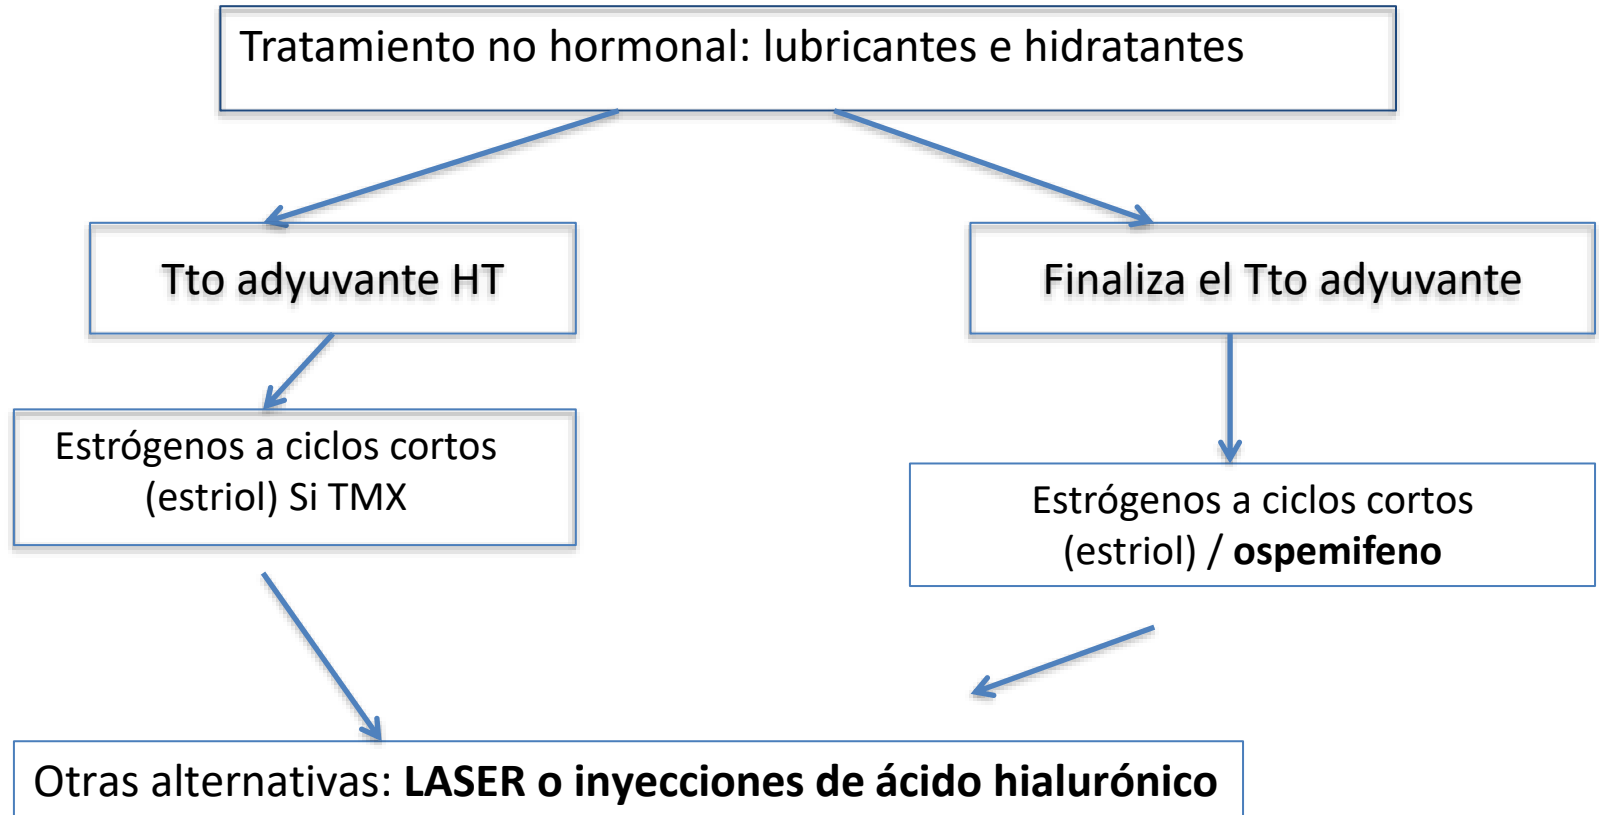 Tratamiento no hormonal: lubricantes e hidratantes
Tto adyuvante HT
Finaliza el Tto adyuvante
Estrógenos a ciclos cortos
(estriol) Si TMX
Estrógenos a ciclos cortos
(estriol) / ospemifeno
Otras alternativas: LASER o inyecciones de ácido hialurónico